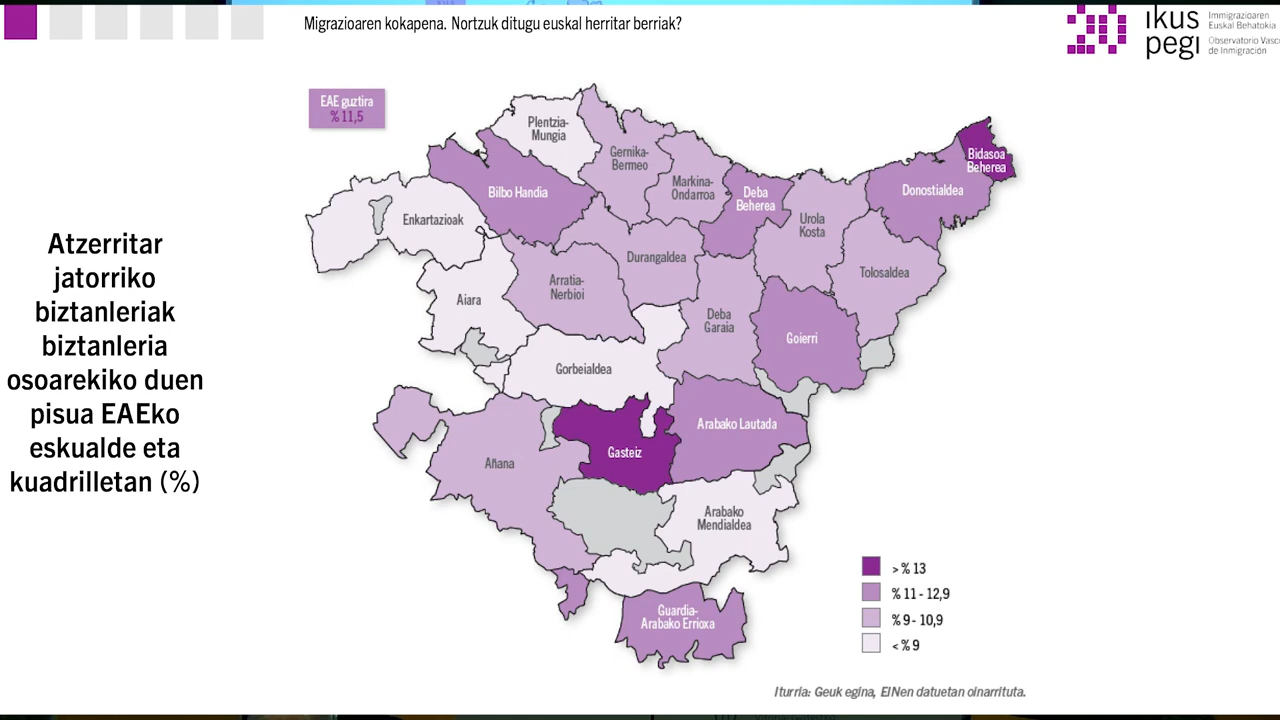 Migrazioaren kokapena. Nortzuk ditugu euskal herritar berriak?
ikus
pegi
Immigrazioaren
Euskal Behatokia
Observatorio Vasco
de Inmigración
Atzerritar
jatorriko
biztanleriak
biztanleria
osoarekiko duen
pisua EAEko
eskualde eta
kuadrilletan (%)
EAE guztira
% 11,5
Plentzia-
Mungia
Gernika-
Bermeo
Markina-
Ondarroa
Bilbo Handia
Enkartazioak
Deba
Beherea
Urola
Kosta
Donostialdea
Bidasoa
Beherea
Durangaldea
Tolosaldea
Arratia-
Nerbioi
Aiara
Deba
Garaia
Goierri
Gorbeialdea
Arabako Lautada
Gasteiz
Añana
Arabako
Mendialdea
Guardia-
Arabako Errioxa
> % 13
% 11 - 12,9
% 9 - 10,9
< % 9
Iturria: Geuk egina, EINen datuetan oinarrituta.